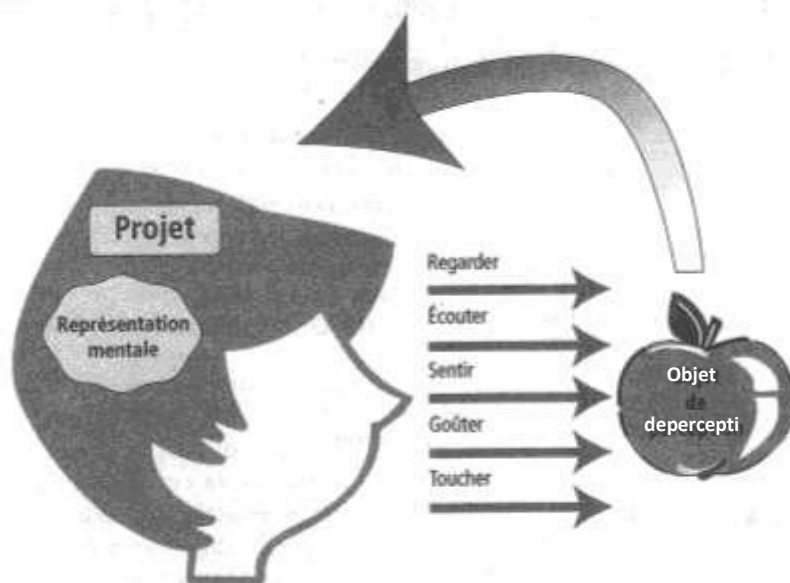 Projet
Représentation
mentale
Regarder
Écouter
Sentir
Goûter
Toucher
Objet
de
depercepti